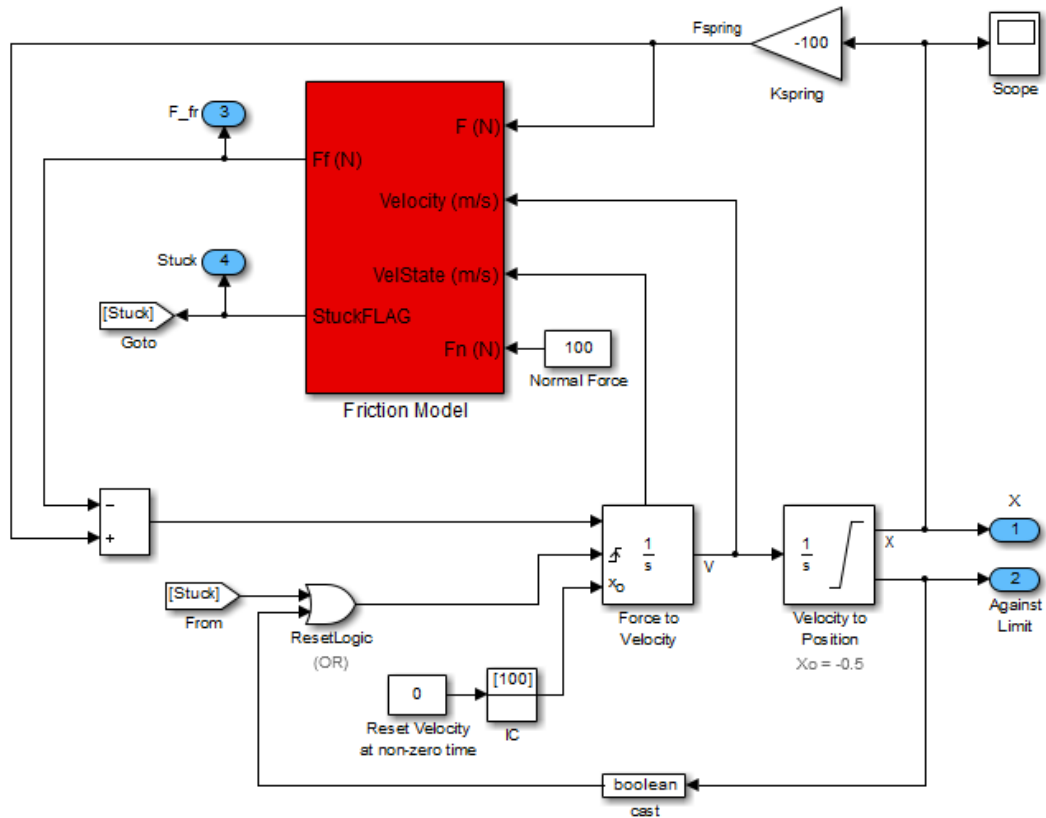 Fspring
-100
Kspring
Scope
F_fr
3
F (N)
Ff (N)
Velocity (m/s)
Stuck
4
VelState (m/s)
[Stuck]
Goto
StuckFLAG
Fn (N)
100
Normal Force
Friction Model
−
+
1
s
xo
Force to
Velocity
V
1
s
Velocity to
Position
Xo = -0.5
X
X
1
2
Against
Limit
[Stuck]
From
ResetLogic
(OR)
0
Reset Velocity
at non-zero time
[100]
IC
boolean
cast